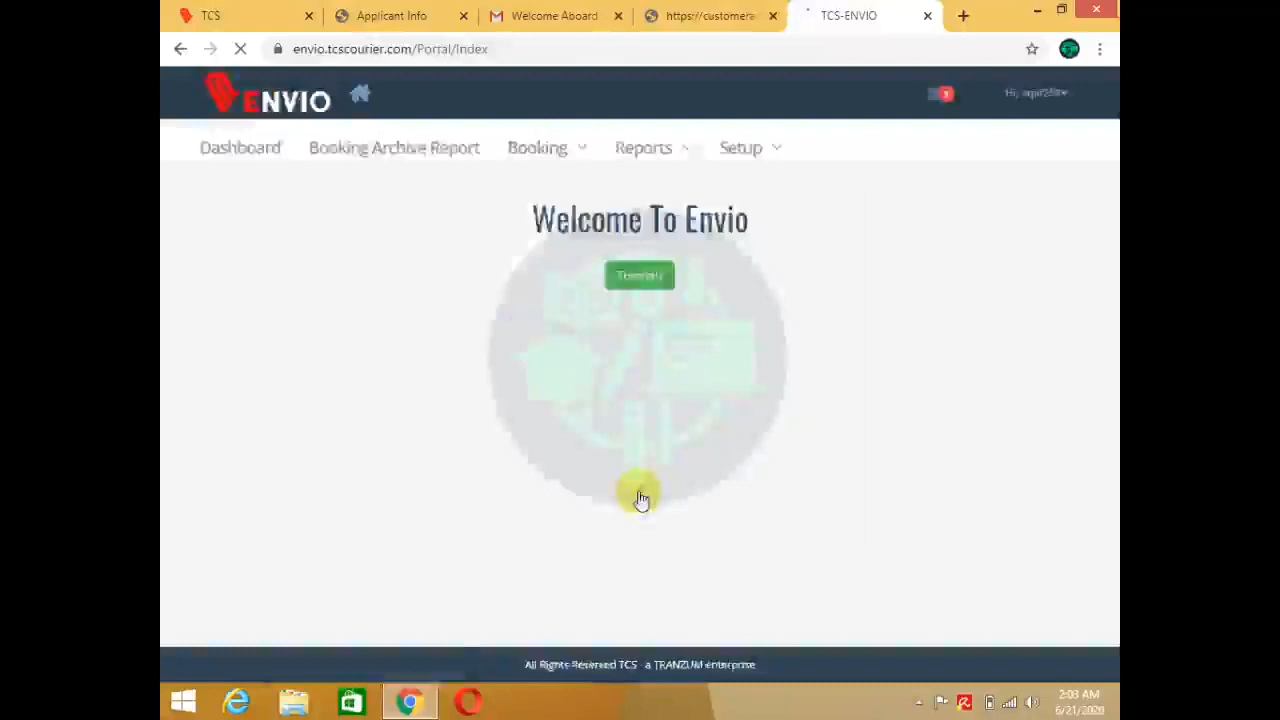 TCS
Applicant Info
Welcome Aboard
https://customera
TCS-ENVIO
envio.tcscourier.com/Portal/Index
ENVIO
Dashboard
Booking Archive Report
Booking
Reports
Setup
Welcome To Envio
All Rights Reserved TCS - a TRANZUM enterprise
2:03 AM
6/21/2020